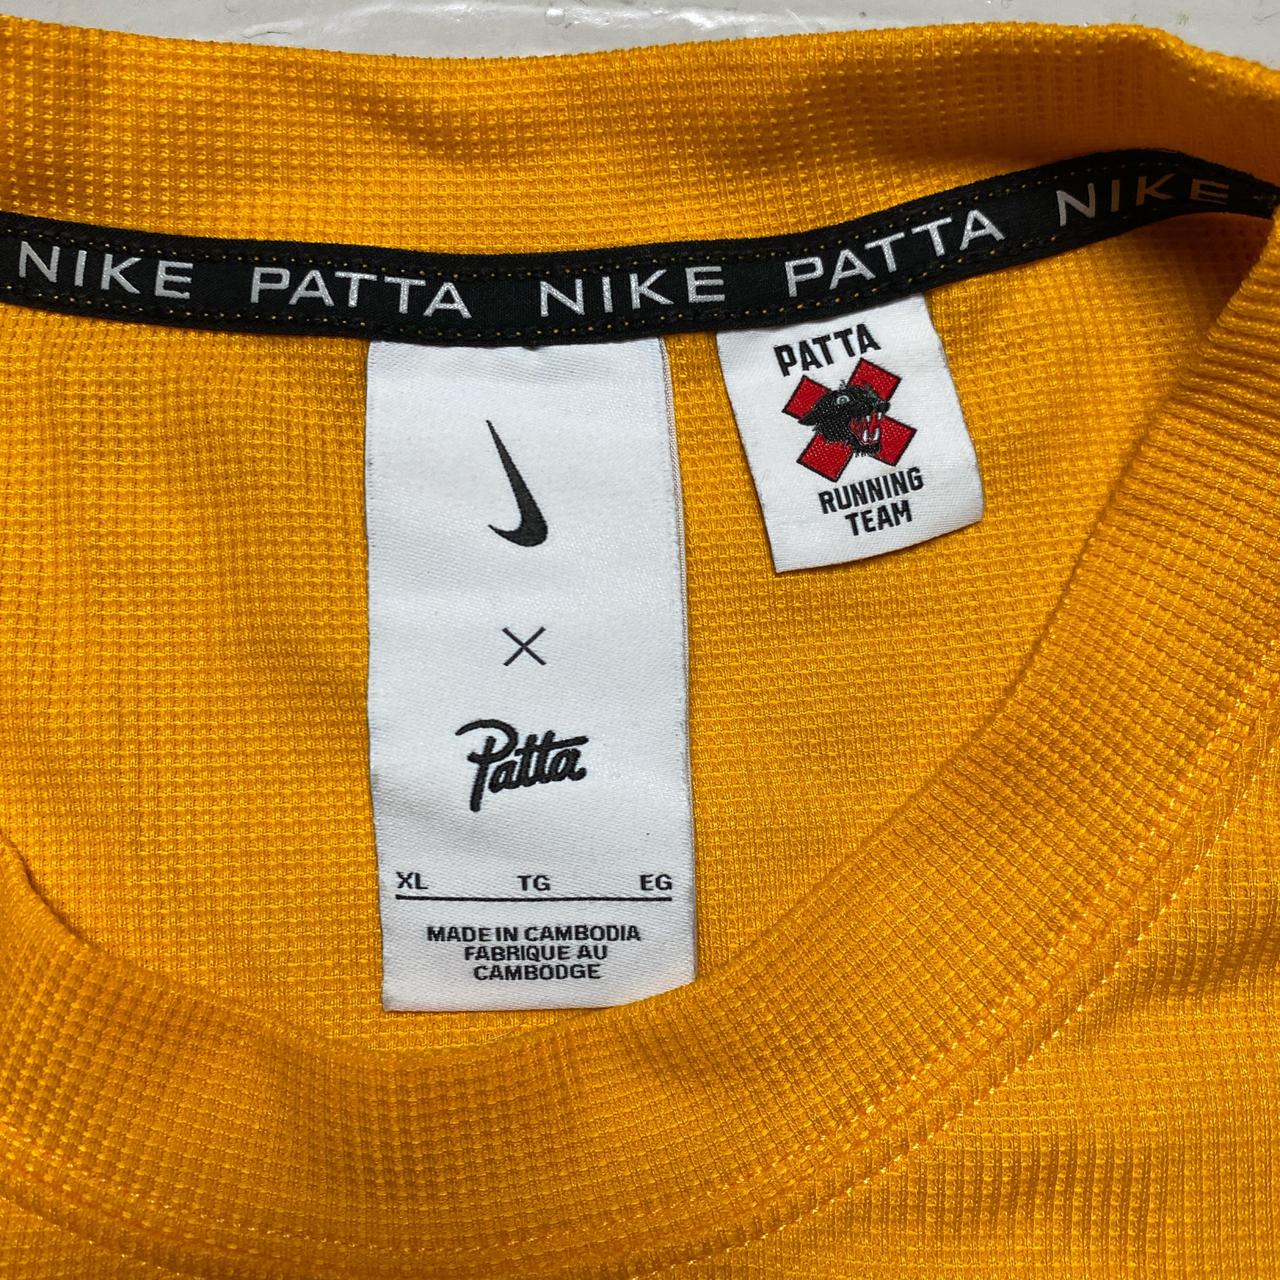 NIKE PATTA NIKE PATTA NIKE
PATTA
RUNNING
TEAM
×
Patta
XL TG EG
MADE IN CAMBODIA
FABRIQUE AU
CAMBODGE